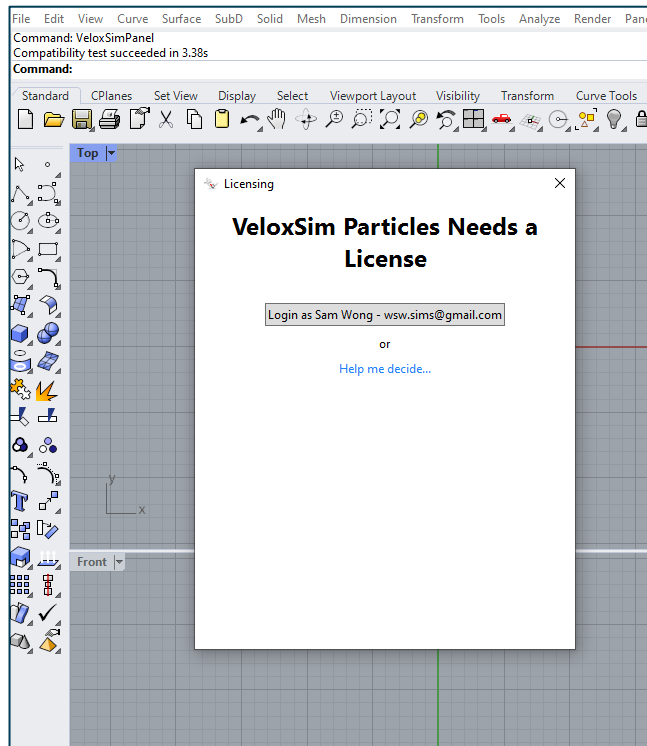 File Edit View Curve Surface SubD Solid Mesh Dimension Transform Tools Analyze Render Pane
Command: VeloxSimPanel
Compatibility test succeeded in 3.38s
Command:
Standard CPlanes Set View Display Select Viewport Layout Visibility Transform Curve Tools
Top
Licensing
VeloxSim Particles Needs a
License
Login as Sam Wong - wsw.sims@gmail.com
or
Help me decide...
y
x
Front